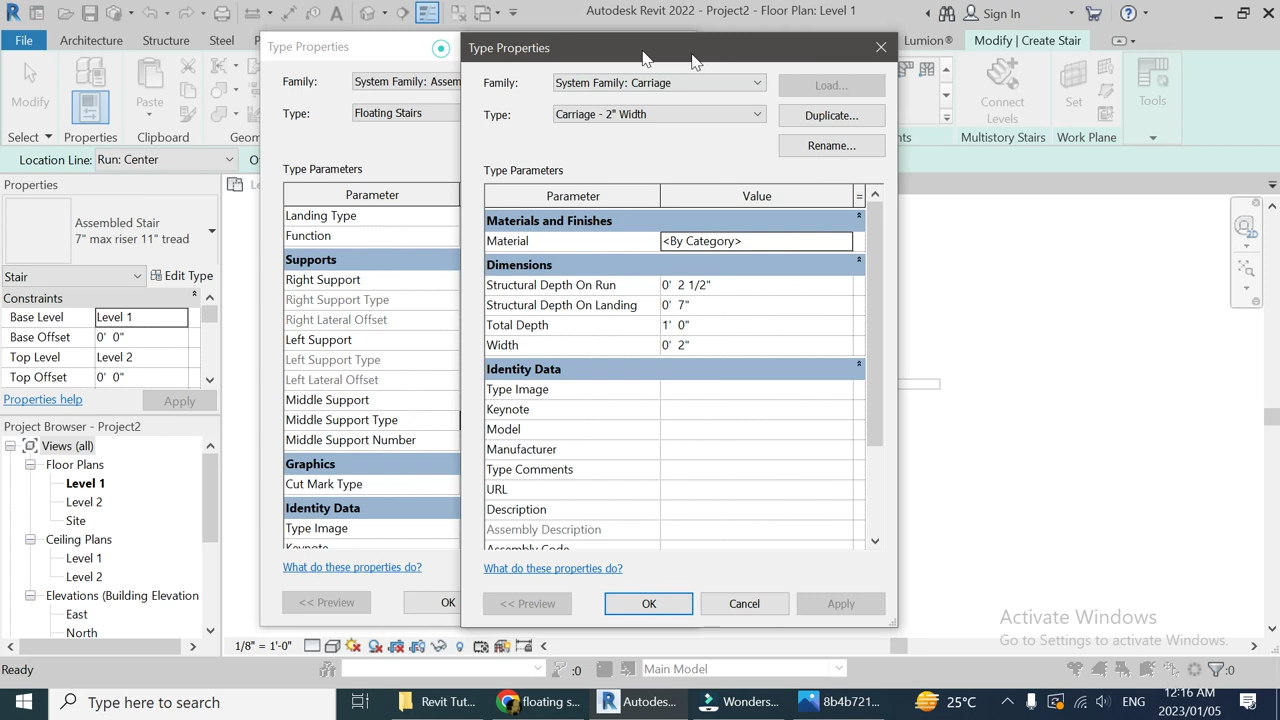 Autodesk Revit 2022 - Project2 - Floor Plan: Level 1
Sign In
File
Architecture
Structure
Steel
Lumion®
Modify | Create Stair
Modify
Paste
Connect
Levels
Set
Tools
Select
Properties
Clipboard
Geom
Multistory Stairs
Work Plane
Location Line:
Run: Center
Properties
Assembled Stair
7" max riser 11" tread
Stair
Edit Type
Constraints
Base Level
Level 1
Base Offset
0' 0"
Top Level
Level 2
Top Offset
0' 0"
Properties help
Apply
Project Browser - Project2
Views (all)
Floor Plans
Level 1
Level 2
Site
Ceiling Plans
Level 1
Level 2
Elevations (Building Elevation
East
North
Type Properties
Family:
System Family: Assem
Type:
Floating Stairs
Type Parameters
Parameter
Landing Type
Function
Supports
Right Support
Right Support Type
Right Lateral Offset
Left Support
Left Support Type
Left Lateral Offset
Middle Support
Middle Support Type
Middle Support Number
Graphics
Cut Mark Type
Identity Data
Type Image
Keynote
What do these properties do?
<< Preview
OK
Type Properties
Family:
System Family: Carriage
Load...
Type:
Carriage - 2" Width
Duplicate...
Rename...
Type Parameters
Parameter
Value
=
Materials and Finishes
Material
<By Category>
Dimensions
Structural Depth On Run
0' 2 1/2"
Structural Depth On Landing
0' 7"
Total Depth
1' 0"
Width
0' 2"
Identity Data
Type Image
Keynote
Model
Manufacturer
Type Comments
URL
Description
Assembly Description
Assembly Code
What do these properties do?
<< Preview
OK
Cancel
Apply
Activate Windows
Go to Settings to activate Windows.
1/8" = 1'-0"
Ready
:0
Main Model
:0
Type here to search
Revit Tut...
floating s...
Autodes...
Wonders...
8b4b721...
25°C
ENG
12:16 AM
2023/01/05